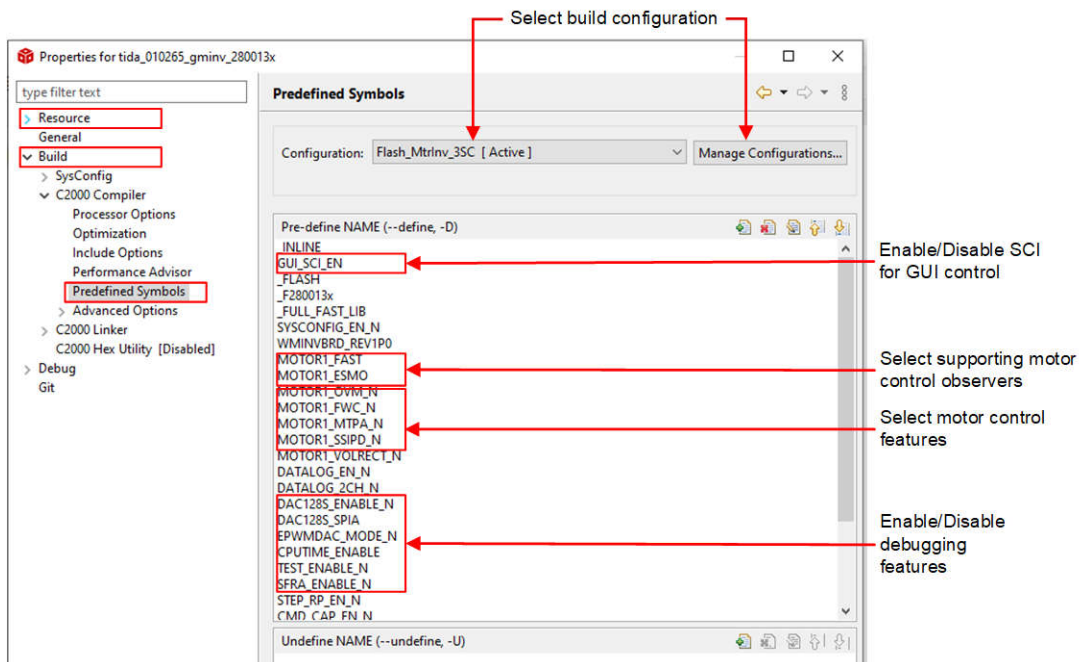 Select build configuration
Properties for tida_010265_gminv_280013x
type filter text
Resource
General
Build
SysConfig
C2000 Compiler
Processor Options
Optimization
Include Options
Performance Advisor
Predefined Symbols
Advanced Options
C2000 Linker
C2000 Hex Utility [Disabled]
Debug
Git
Predefined Symbols
Configuration: Flash_MtrInv_3SC [ Active ] Manage Configurations...
Pre-define NAME (--define, -D)
_INLINE
GUI_SCI_EN
_FLASH
_F280013x
_FULL_FAST_LIB
SYSCONFIG_EN_N
WMINVBRD_REV1P0
MOTOR1_FAST
MOTOR1_ESMO
MOTOR1_OVM_N
MOTOR1_FWC_N
MOTOR1_MTPA_N
MOTOR1_SSIPD_N
MOTOR1_VOLRECT_N
DATALOG_EN_N
DATALOG_2CH_N
DAC128S_ENABLE_N
DAC128S_SPIA
EPWMDAC_MODE_N
CPUTIME_ENABLE
TEST_ENABLE_N
SFRA_ENABLE_N
STEP_RP_EN_N
CMD_CAP_EN_N
Undefine NAME (--undefine, -U)
Enable/Disable SCI
for GUI control
Select supporting motor
control observers
Select motor control
features
Enable/Disable
debugging
features